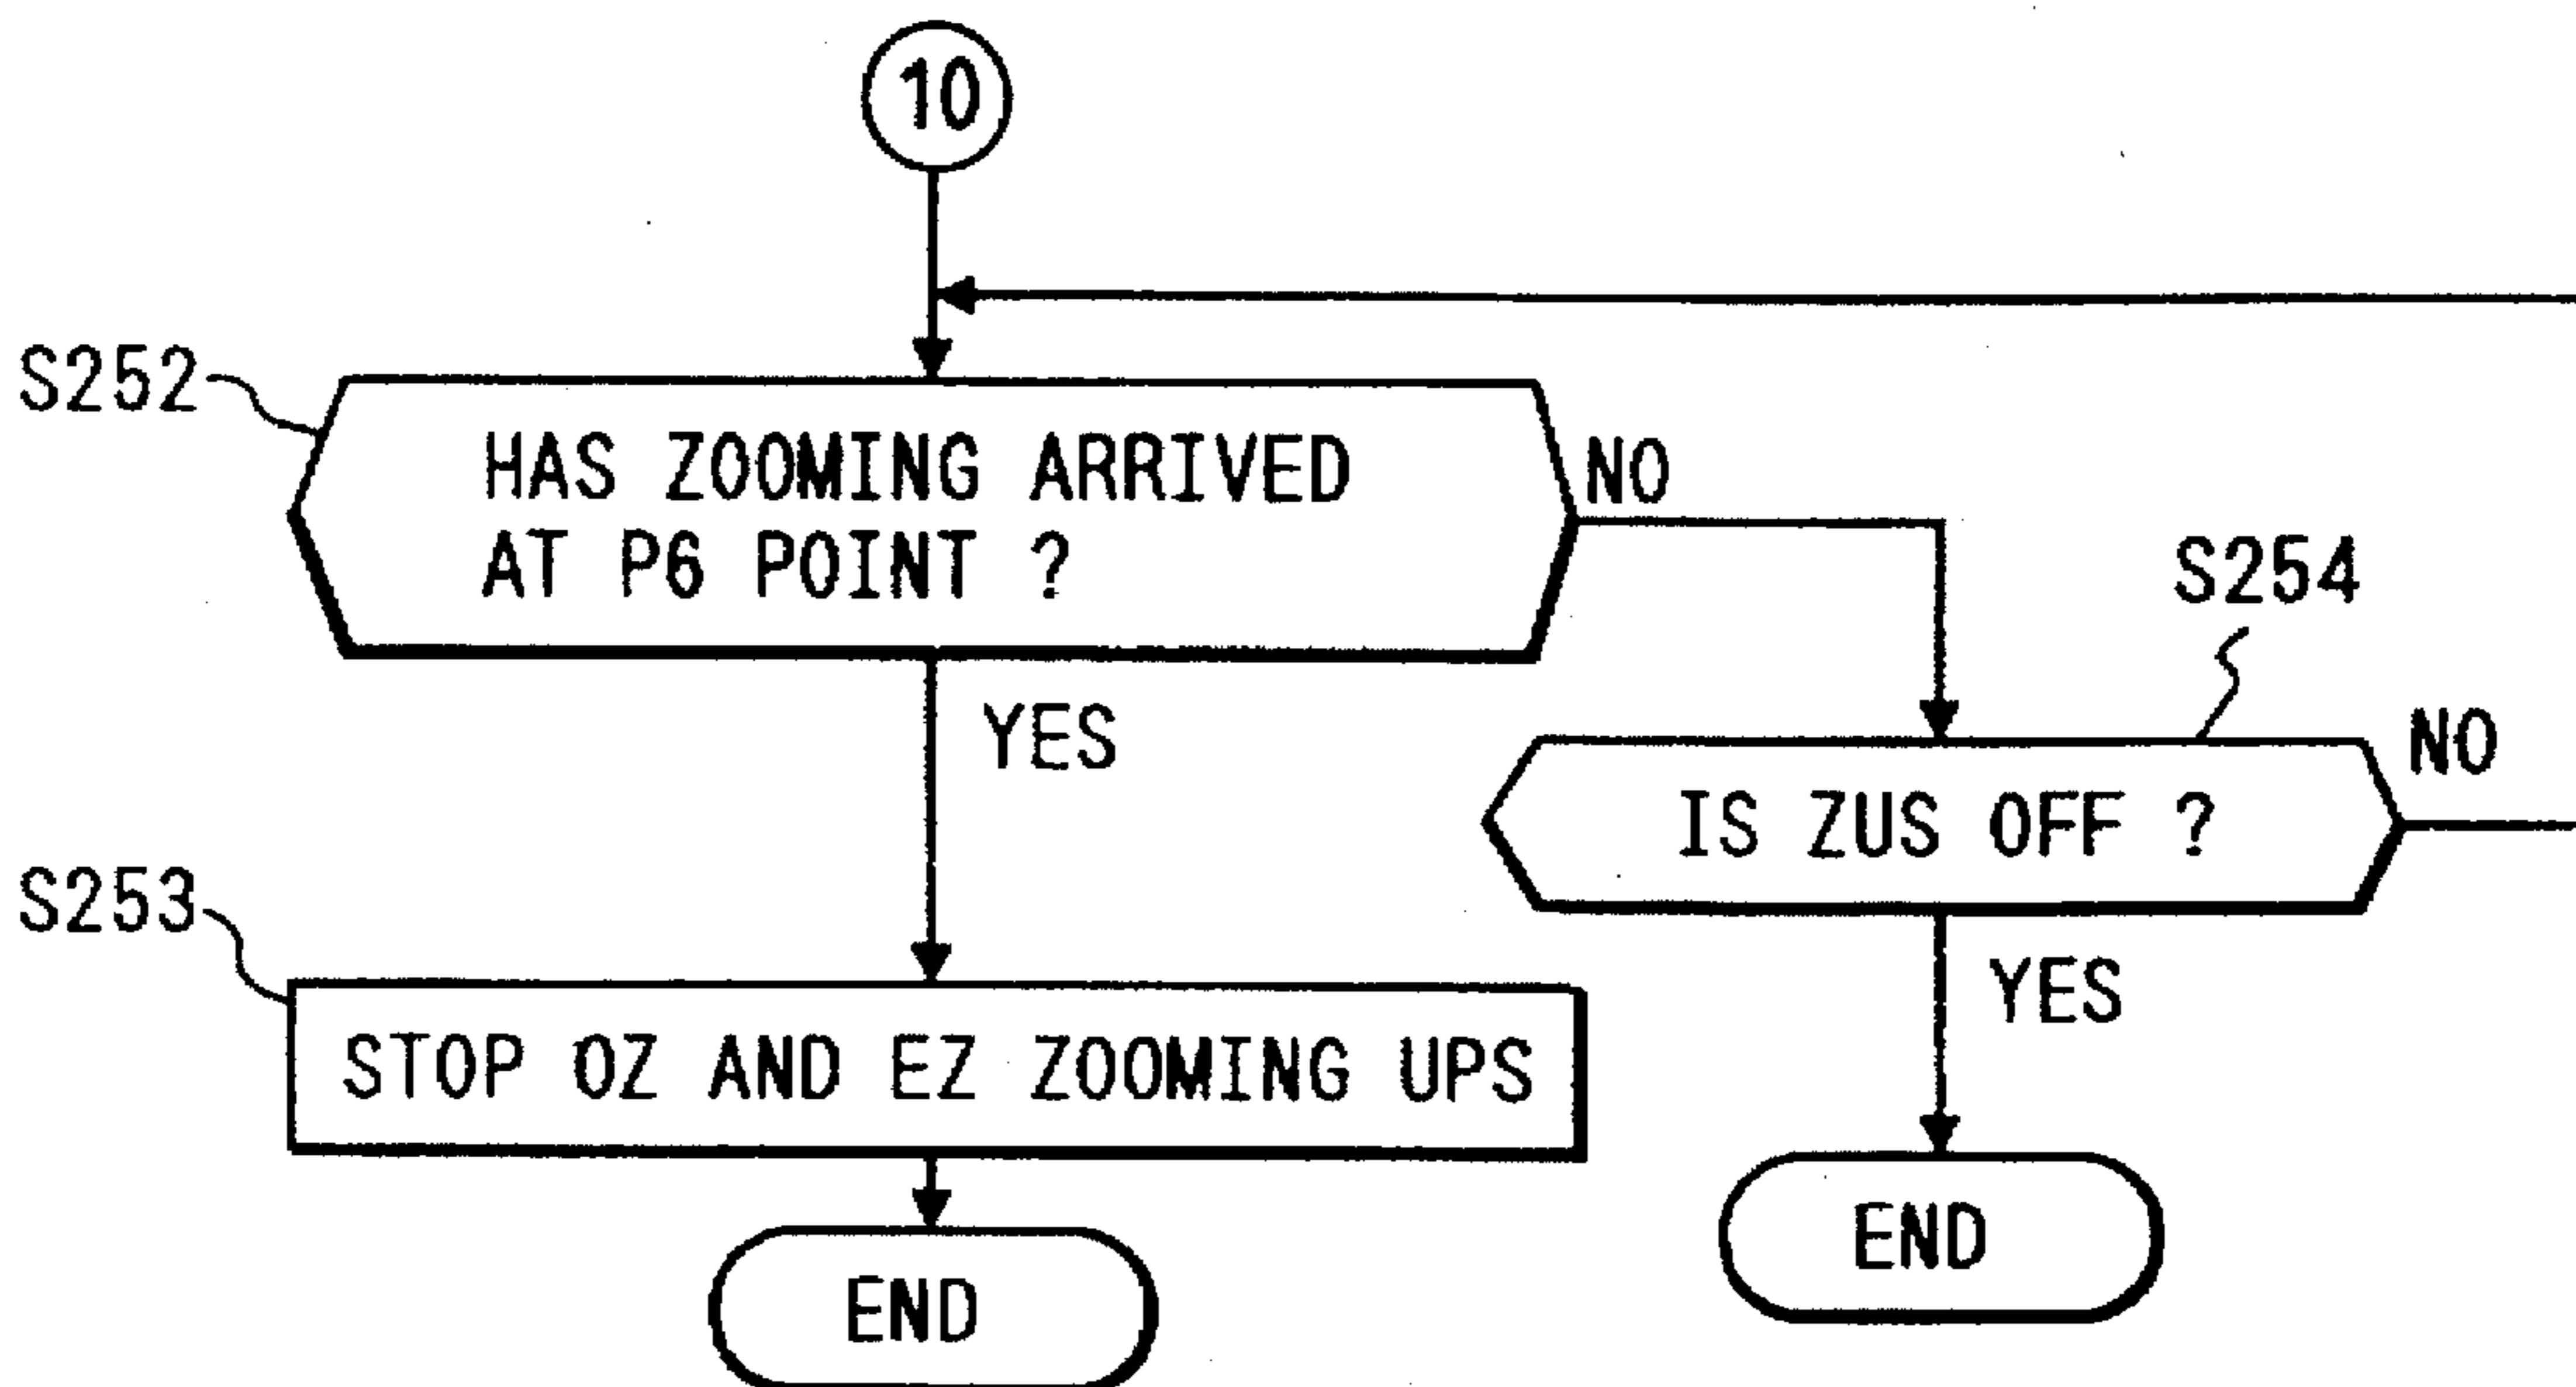 10
S252
HAS ZOOMING ARRIVED
AT P6 POINT ?
NO
YES
S254
IS ZUS OFF ?
NO
YES
END
S253
STOP OZ AND EZ ZOOMING UPS
END